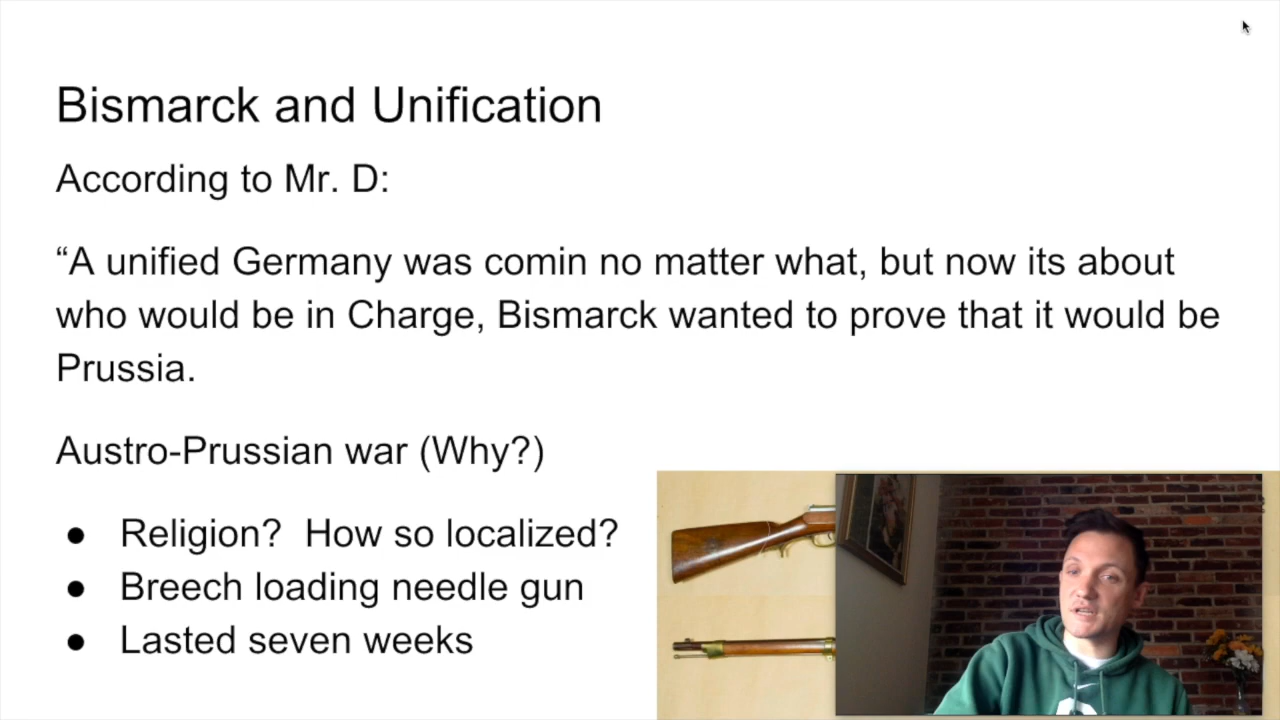 Bismarck and Unification
According to Mr. D:
“A unified Germany was comin no matter what, but now its about
who would be in Charge, Bismarck wanted to prove that it would be
Prussia.
Austro-Prussian war (Why?)
● Religion?  How so localized?
● Breech loading needle gun
● Lasted seven weeks